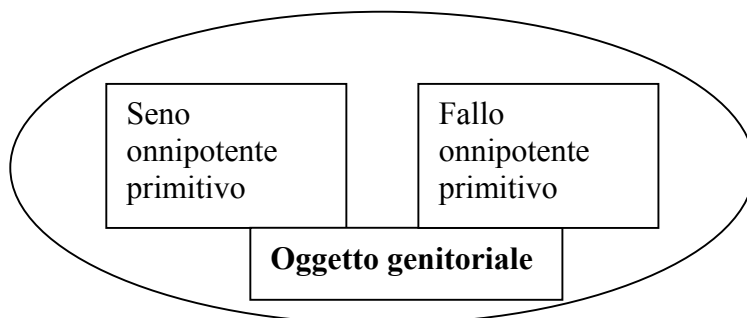 Seno
onnipotente
primitivo
Fallo
onnipotente
primitivo
Oggetto genitoriale